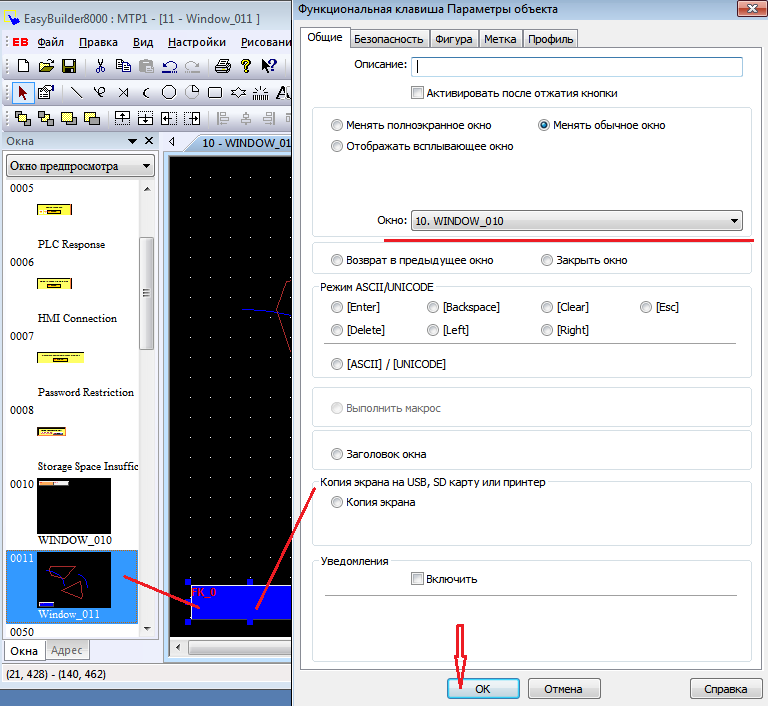 EasyBuilder8000 : MTP1 - [11 - Window_011 ]
EB Файл Правка Вид Настройки Рисовани
Окна
Окно предпросмотра
0005
PLC Response
0006
HMI Connection
0007
Password Restriction
0008
Storage Space Insuffic
0010
WINDOW_010
0011
Window_011
0050
Окна Адрес
(21, 428) - (140, 462)
10 - WINDOW_01
FK_0
Функциональная клавиша Параметры объекта
Общие Безопасность Фигура Метка Профиль
Описание:
Активировать после отжатия кнопки
Менять полноэкранное окно Менять обычное окно
Отображать всплывающее окно
Окно: 10. WINDOW_010
Возврат в предыдущее окно Закрыть окно
Режим ASCII/UNICODE
[Enter] [Backspace] [Clear] [Esc]
[Delete] [Left] [Right]
[ASCII] / [UNICODE]
Выполнить макрос
Заголовок окна
Копия экрана на USB, SD карту или принтер
Копия экрана
Уведомления
Включить
OK Отмена Справка